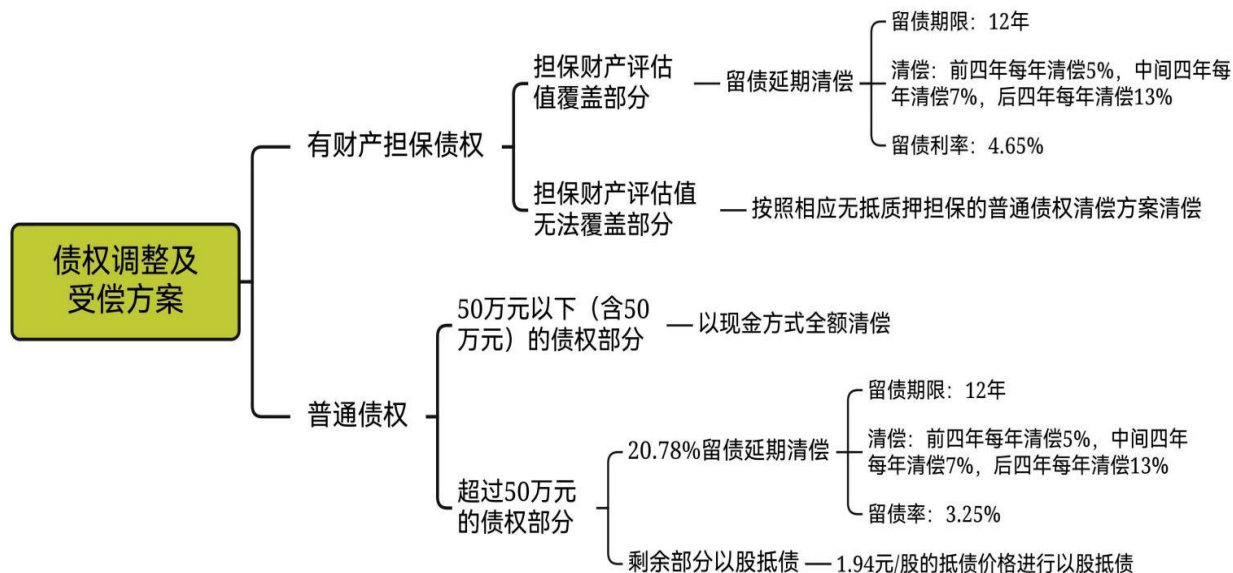 债权调整及
受偿方案
有财产担保债权
担保财产评估
值覆盖部分
留债延期清偿
留债期限：12年
清偿：前四年每年清偿5%，中间四年每
年清偿7%，后四年每年清偿13%
留债利率：4.65%
担保财产评估值
无法覆盖部分
按照相应无抵质押担保的普通债权清偿方案清偿
普通债权
50万元以下（含50
万元）的债权部分
以现金方式全额清偿
超过50万元
的债权部分
20.78%留债延期清偿
留债期限：12年
清偿：前四年每年清偿5%，中间四年
每年清偿7%，后四年每年清偿13%
留债率：3.25%
剩余部分以股抵债
1.94元/股的抵债价格进行以股抵债